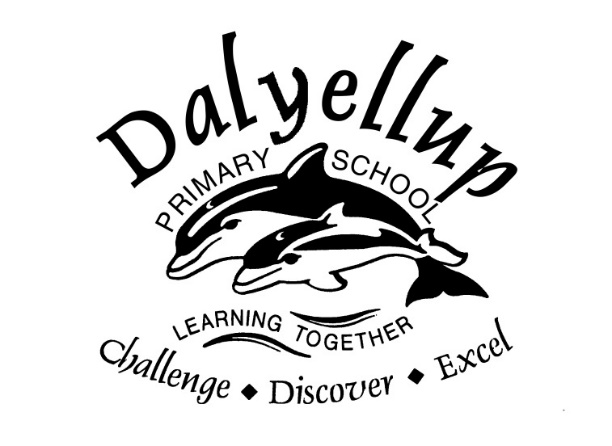 Dalyellup
PRIMARY SCHOOL
LEARNING TOGETHER
Challenge ◆ Discover ◆ Excel